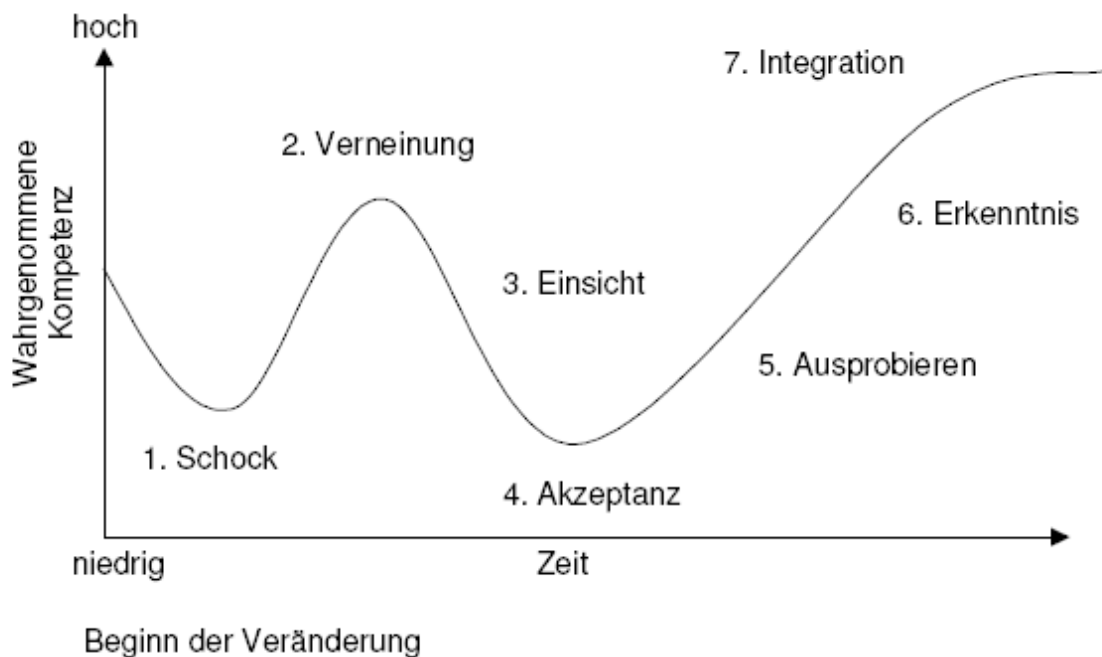 hoch
7. Integration
2. Verneinung
6. Erkenntnis
Wahrgenommene
Kompetenz
3. Einsicht
5. Ausprobieren
1. Schock
4. Akzeptanz
niedrig
Zeit
Beginn der Veränderung